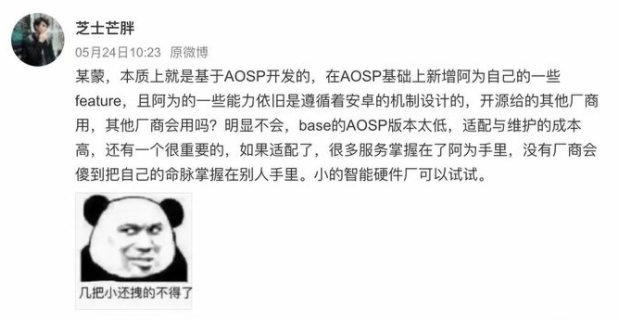 芝士芒胖
05月24日10:23 原微博
某蒙，本质上就是基于AOSP开发的，在AOSP基础上新增阿为自己的一些
feature，且阿为的一些能力依旧是遵循着安卓的机制设计的，开源给的其他厂商
用，其他厂商会用吗？明显不会，base的AOSP版本太低，适配与维护的成本
高，还有一个很重要的，如果适配了，很多服务掌握在了阿为手里，没有厂商会
傻到把自己的命脉掌握在别人手里。小的智能硬件厂可以试试。
几把小还拽的不得了